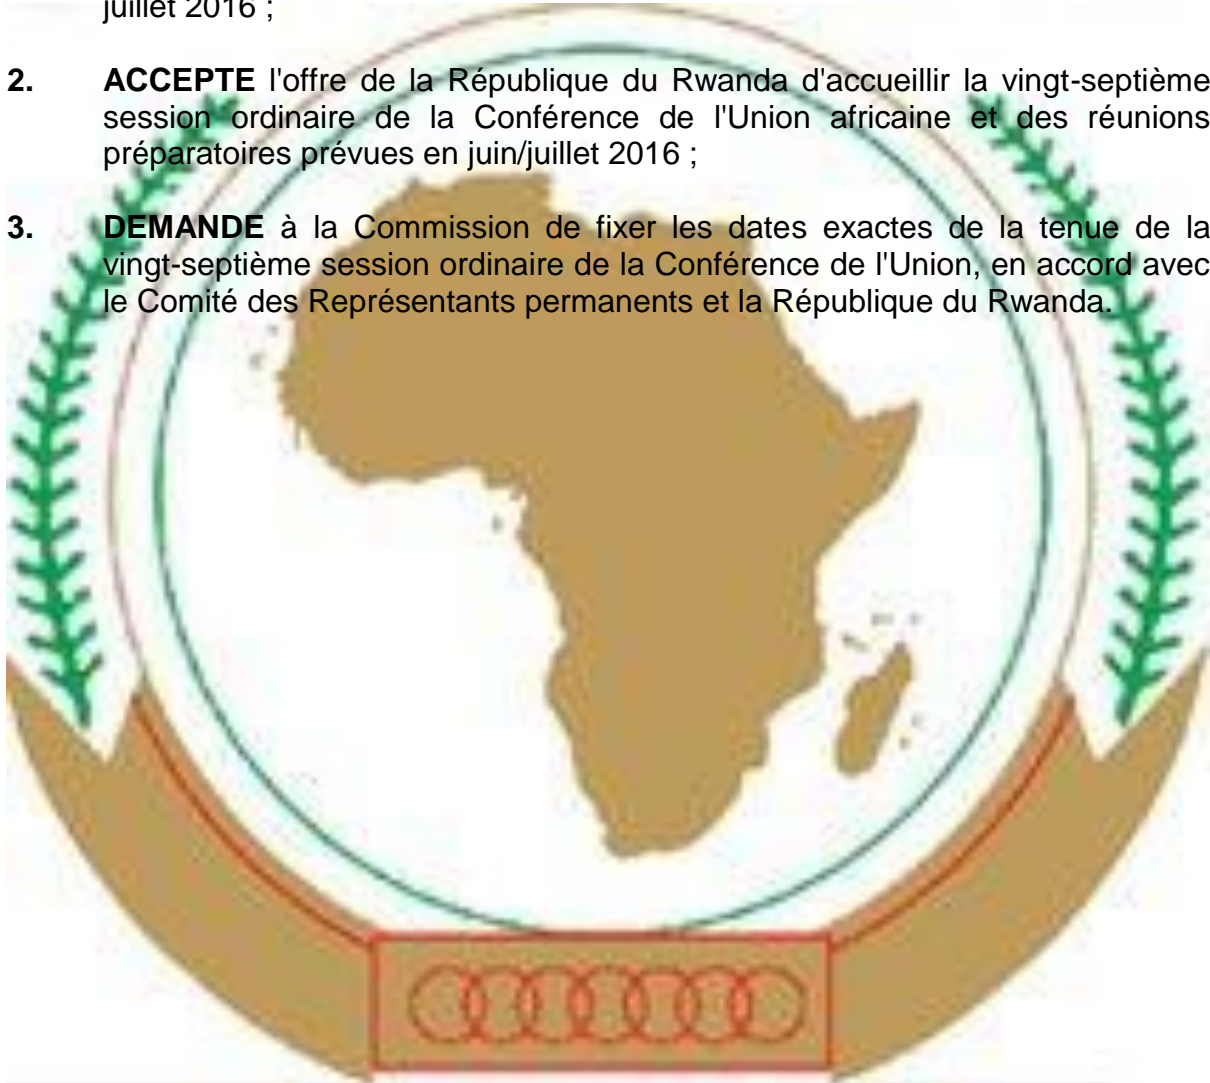 juillet 2016 ;
2. ACCEPTE l'offre de la République du Rwanda d'accueillir la vingt-septième
session ordinaire de la Conférence de l'Union africaine et des réunions
préparatoires prévues en juin/juillet 2016 ;
3. DEMANDE à la Commission de fixer les dates exactes de la tenue de la
vingt-septième session ordinaire de la Conférence de l'Union, en accord avec
le Comité des Représentants permanents et la République du Rwanda.